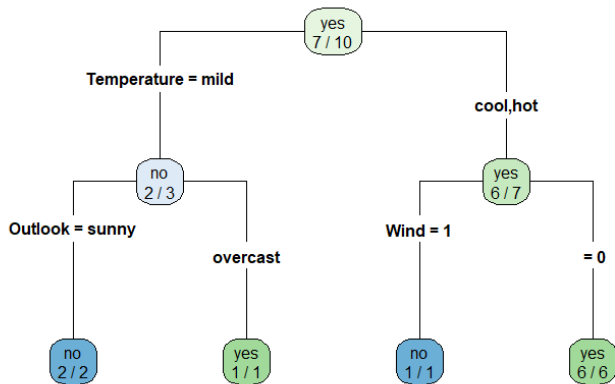 yes
7 / 10
Temperature = mild
cool,hot
no
2 / 3
yes
6 / 7
Outlook = sunny
overcast
Wind = 1
= 0
no
2 / 2
yes
1 / 1
no
1 / 1
yes
6 / 6